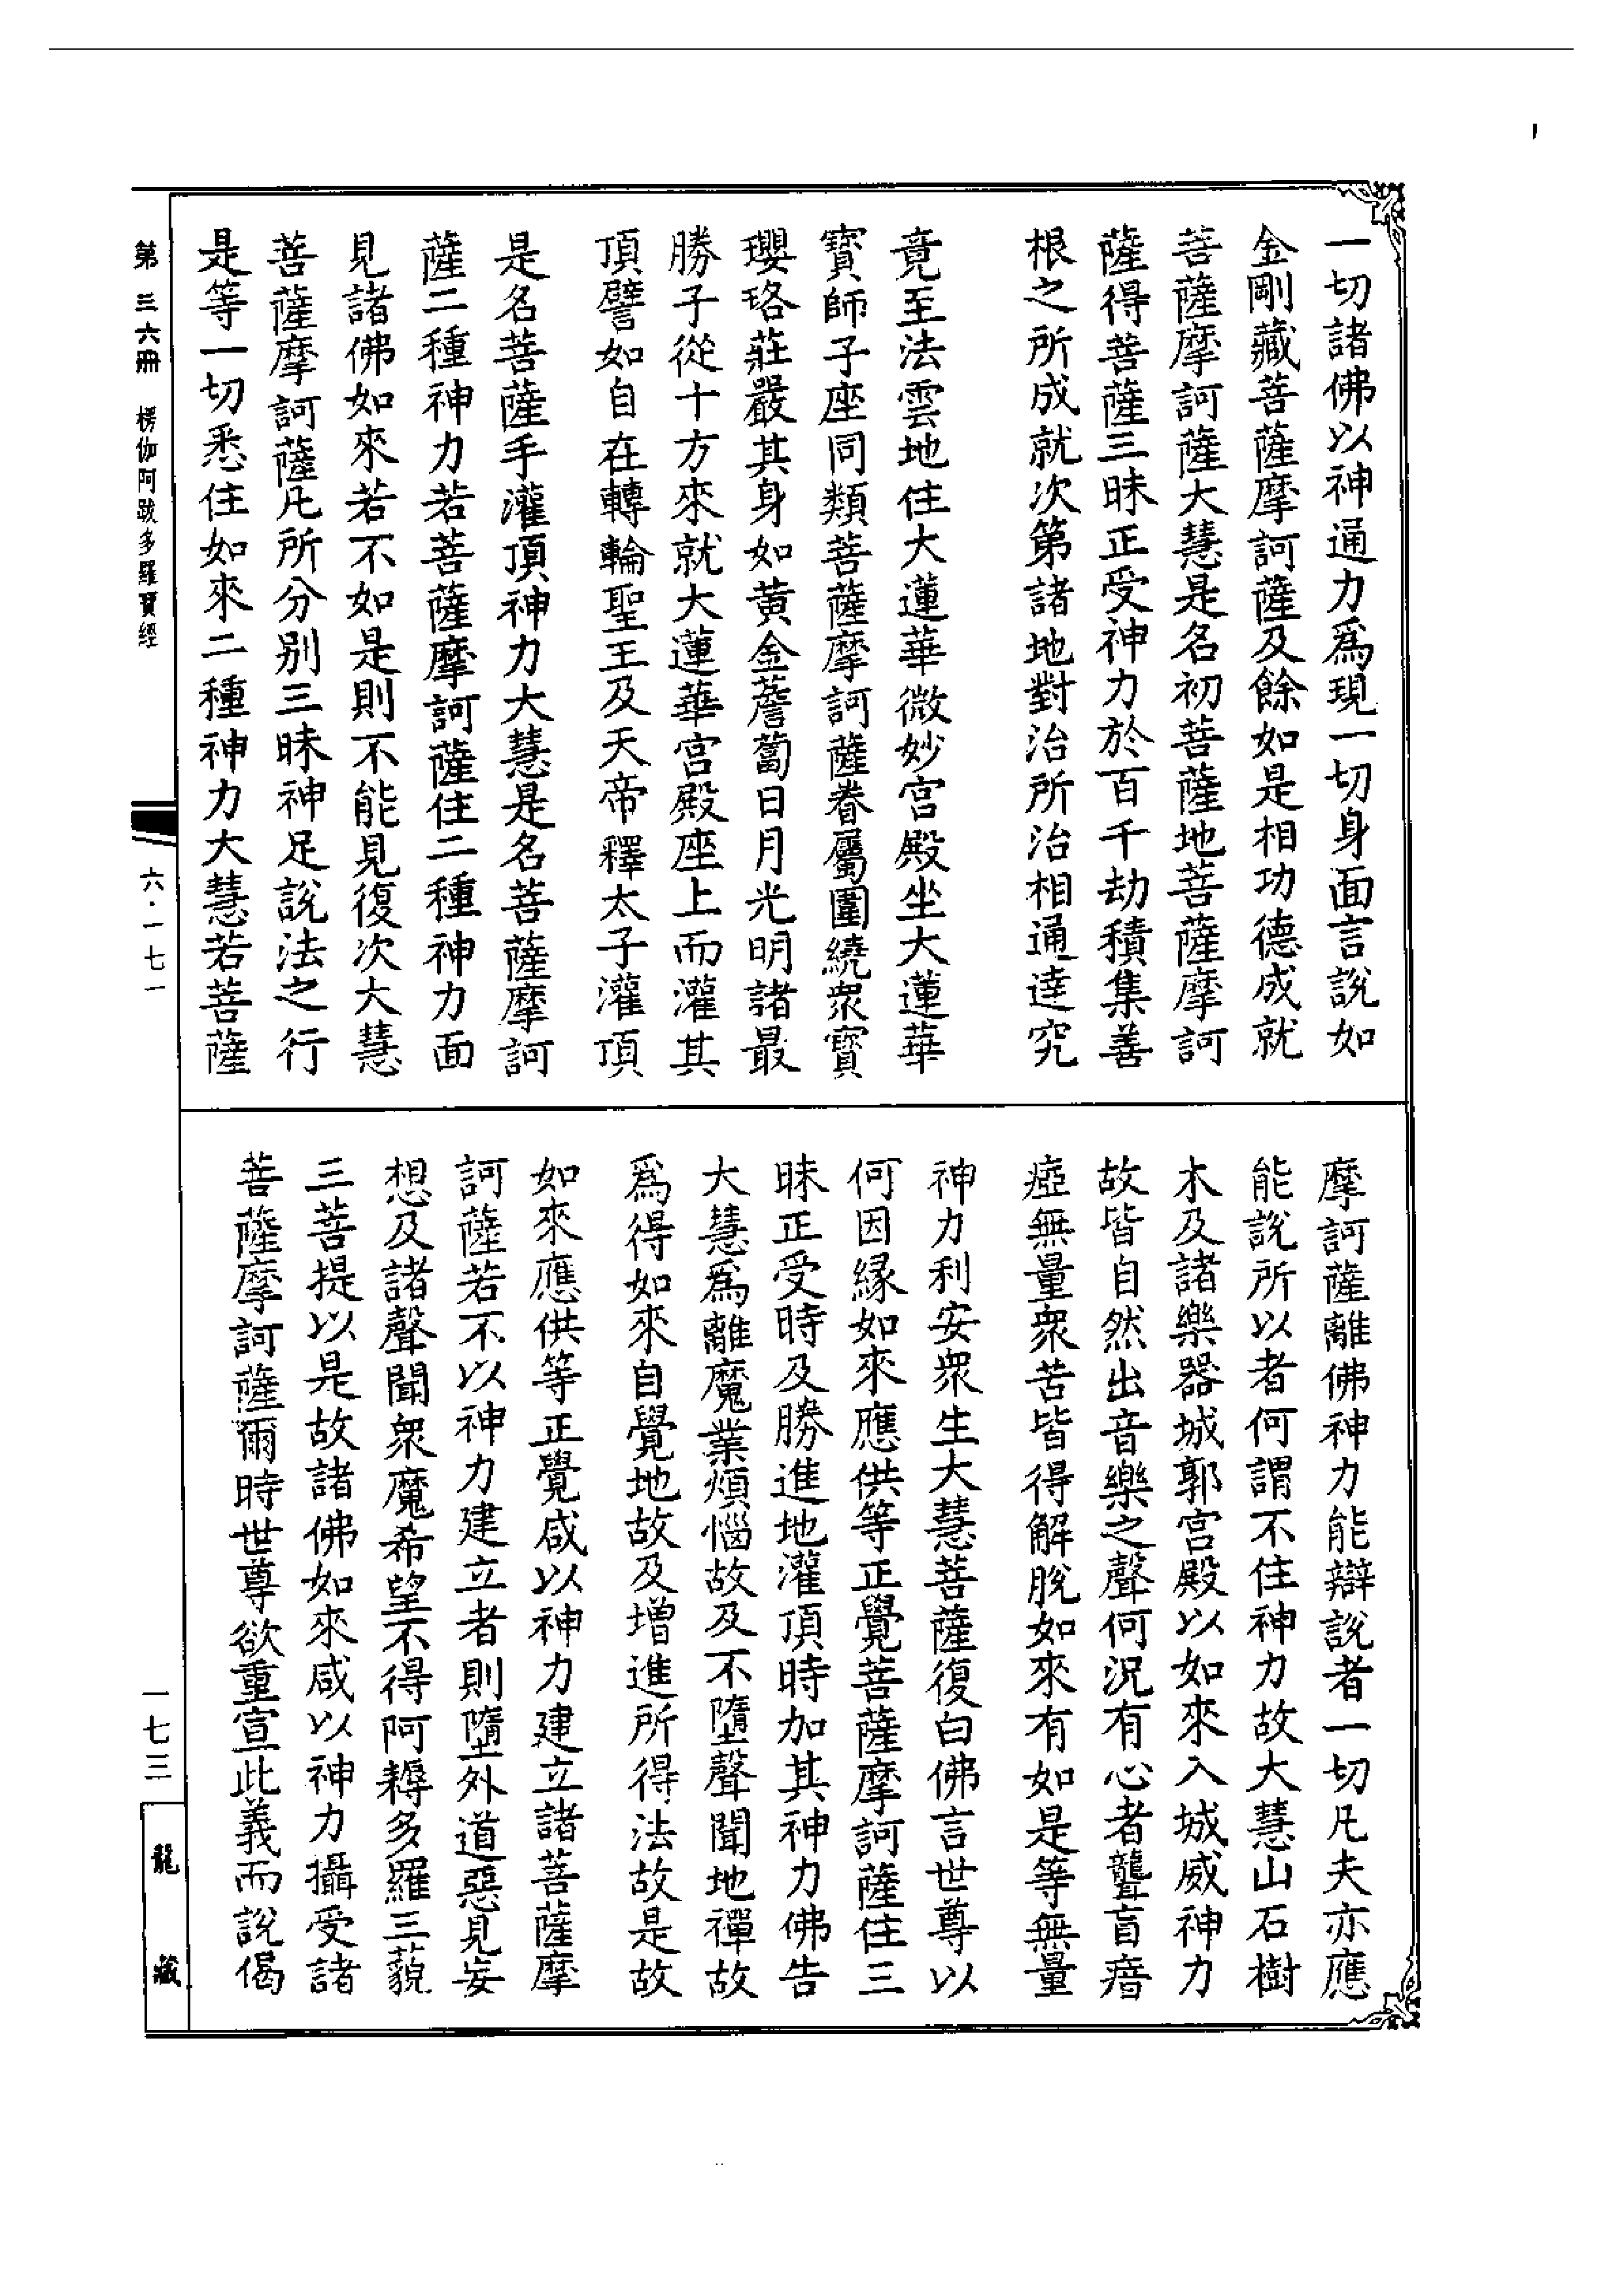 一切諸佛以神通力爲現一切身面言說如
金剛藏菩薩摩訶薩及餘如是相功德成就
菩薩摩訶薩大慧是名初菩薩地菩薩摩訶
薩得菩薩三昧正受神力於百千劫積集善
根之所成就次第諸地對治所治相通達究
竟至法雲地住大蓮華微妙宮殿坐大蓮華
寶師子座同類菩薩摩訶薩眷屬圍繞衆寶
瓔珞莊嚴其身如黃金薝蔔日月光明諸最
勝子從十方來就大蓮華宮殿座上而灌其
頂譬如自在轉輪聖王及天帝釋太子灌頂
是名菩薩手灌頂神力大慧是名菩薩摩訶
薩二種神力若菩薩摩訶薩住二種神力面
見諸佛如來若不如是則不能見復次大慧
菩薩摩訶薩凡所分別三昧神足說法之行
是等一切悉住如來二種神力大慧若菩薩
摩訶薩離佛神力能辯說者一切凡夫亦應
能說所以者何謂不住神力故大慧山石樹
木及諸樂器城郭宮殿以如來入城威神力
故皆自然出音樂之聲何況有心者聾盲瘖
瘂無量衆苦皆得解脫如來有如是等無量
神力利安衆生大慧菩薩復白佛言世尊以
何因緣如來應供等正覺菩薩摩訶薩住三
昧正受時及勝進地灌頂時加其神力佛告
大慧爲離魔業煩惱故及不墮聲聞地禪故
爲得如來自覺地故及增進所得法故是故
如來應供等正覺咸以神力建立諸菩薩摩
訶薩若不以神力建立者則墮外道惡見妄
想及諸聲聞衆魔希望不得阿耨多羅三藐
三菩提以是故諸佛如來咸以神力攝受諸
菩薩摩訶薩爾時世尊欲重宣此義而說偈
第三六冊 楞伽阿跋多羅寶經
六·一七一
一七三
龍藏